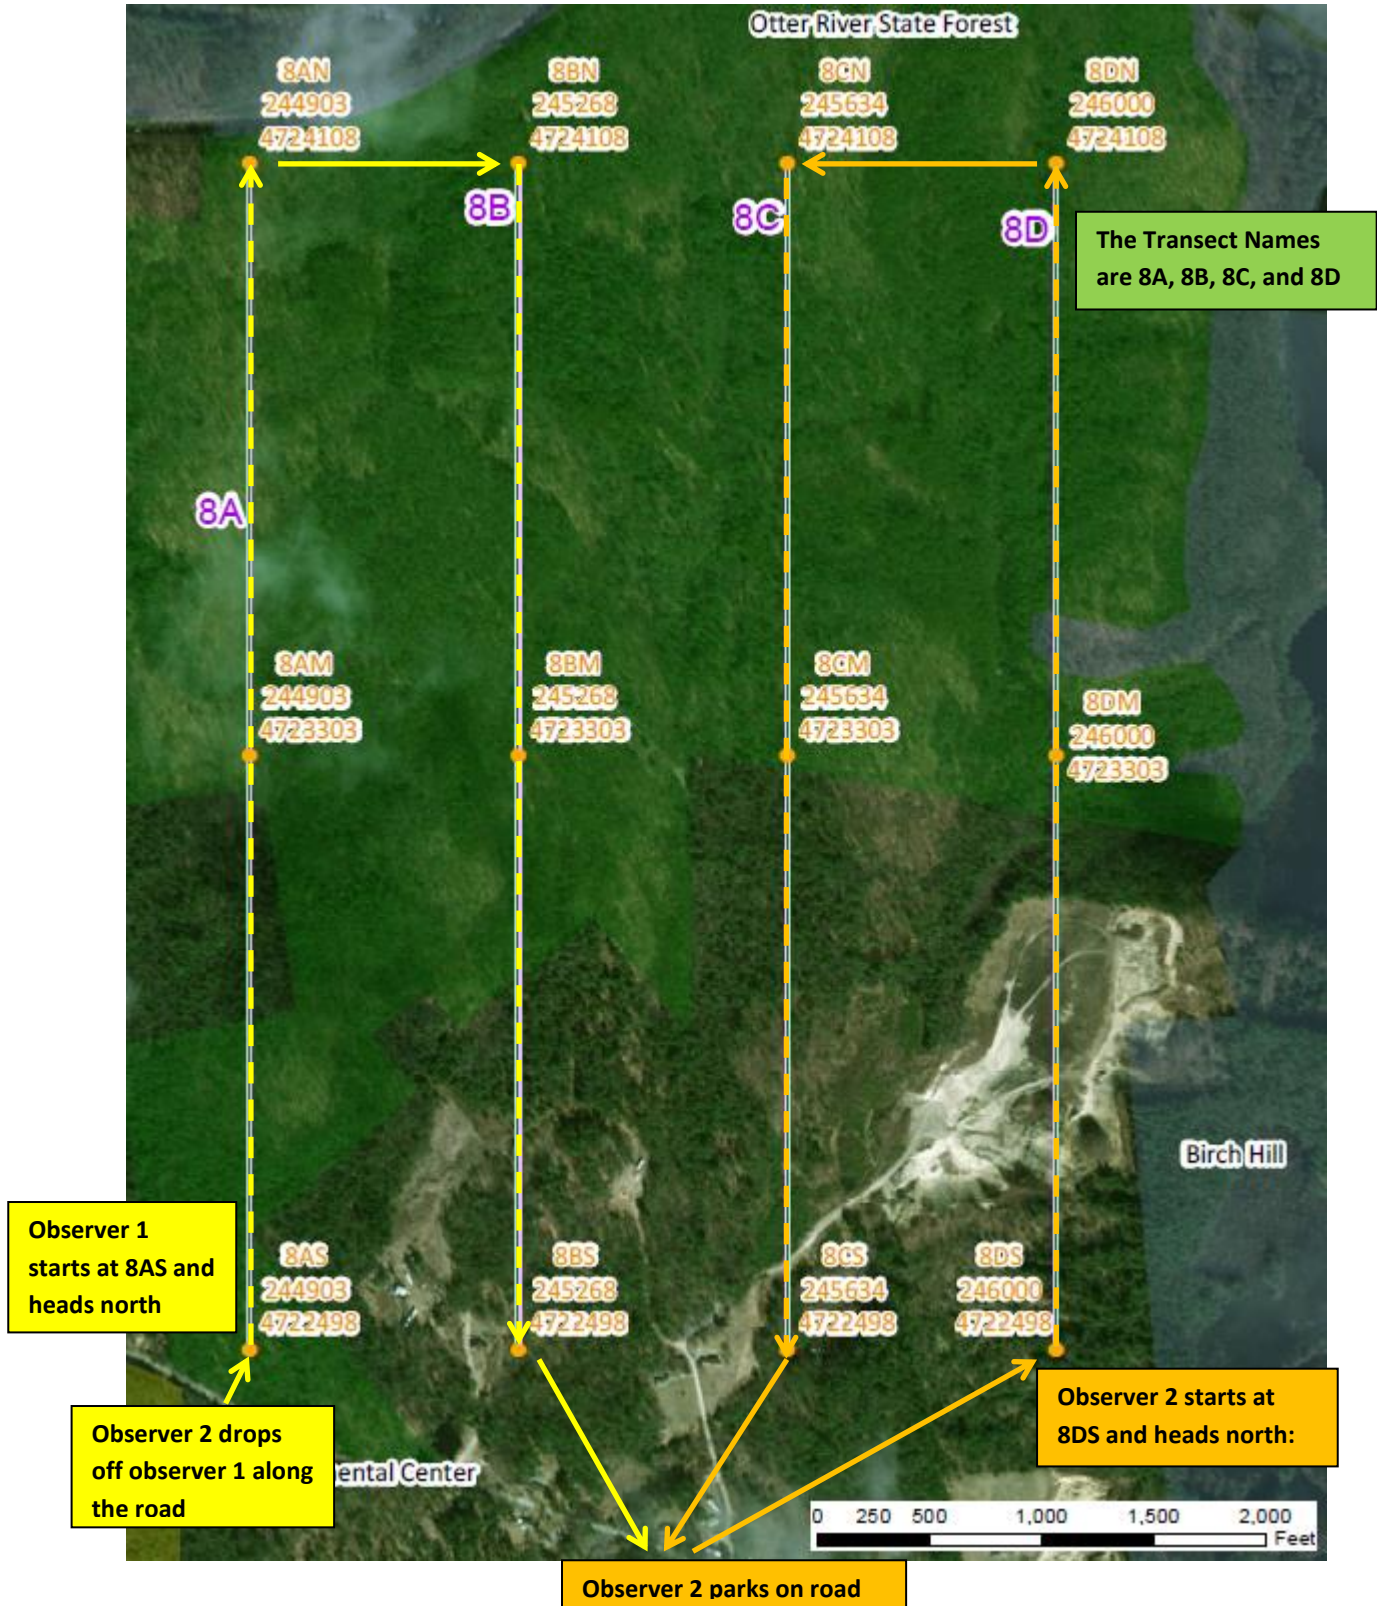 Otter River State Forest
8AN
244903
4724108
8BN
245268
4724108
8CN
245634
4724108
8DN
246000
4724108
8B
8C
8D
The Transect Names
are 8A, 8B, 8C, and 8D
8A
8AM
244903
4723303
8BM
245268
4723303
8CM
245634
4723303
8DM
246000
4723303
Birch Hill
Observer 1
starts at 8AS and
heads north
8AS
244903
4722498
8BS
245268
4722498
8CS
245634
4722498
8DS
246000
4722498
Observer 2 drops
off observer 1 along
the road
mental Center
Observer 2 starts at
8DS and heads north:
0 250 500 1,000 1,500 2,000
Feet
Observer 2 parks on road